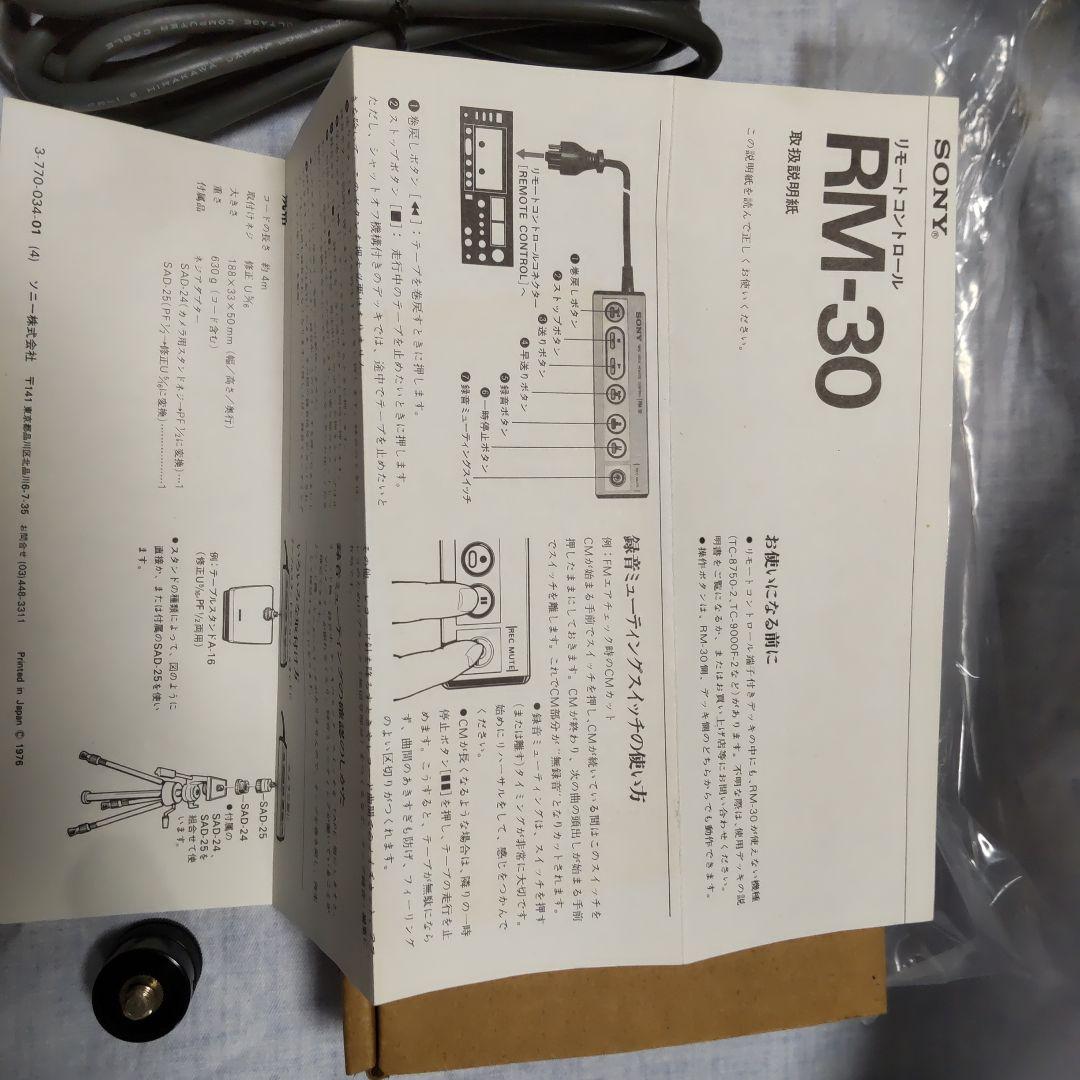 SONY®
リモートコントロール
RM-30
取扱説明紙
この説明紙を読んで正しくお使いください。
お使いになる前に
●リモートコントロール端子付きデッキの中にも、RM-30が使えない機種
(TC-8750-2、TC-9000F-2など)があります。不明な際は、使用デッキの説
明書をご覧になるか、またはお買い上げ店等にお問い合わせください。
●操作ボタンは、RM-30側、デッキ側のどちらからでも動作できます。
リモートコントロールコネクター
[REMOTE CONTROL]へ
SONY
❶巻戻しボタン
❷ストップボタン
❸送りボタン
❹早送りボタン
❺録音ボタン
❻一時停止ボタン
❼録音ミューティングスイッチ
❶巻戻しボタン[◀◀]:テープを巻戻すときに押します。
❷ストップボタン[■]:走行中のテープを止めたいときに押します。
ただし、シャットオフ機構付きのデッキでは、途中でテープを止めたいと
録音ミューティングスイッチの使い方
例:FMエアチェック時のCMカット
CMが始まる手前でスイッチを押し、CMが続いている間はこのスイッチを
押したままにしておきます。CMが終わり、次の曲の頭出しが始まる手前
でスイッチを離します。これでCM部分が“無録音”となりカットされます。
REC MUTE
●録音ミューティングは、スイッチを押す
(または離す)タイミングが非常に大切です。
始めにリハーサルをして、感じをつかんで
ください。
●CMが長くなるような場合は、隣りの一時
停止ボタン[▮▮]を押し、テープの走行を止
めます。こうすると、テープが無駄になら
ず、曲間のあきすぎも防げ、フィーリング
のよい区切りがつくれます。
コードの長さ 約4m
取付けネジ 修正U5/16
大きさ 188×33×50mm(幅/高さ/奥行)
重さ 630g(コード含む)
付属品 ネジアダプター
SAD-24(カメラ用スタンドネジ→PF1/2に変換)…1
SAD-25(PF1/2→修正U5/16に変換)…………………1
例:テーブルスタンドA-16
(修正U5/16、PF1/2両用)
●スタンドの種類によって、図のように
直接か、または付属のSAD-25を使い
ます。
SAD-25
SAD-24
●付属の
SAD-24、
SAD-25を
組合せて使
います。
3-770-034-01 (4) ソニー株式会社 〒141 東京都品川区北品川6-7-35 お問合せ(03)448-3311 Printed in Japan © 1976